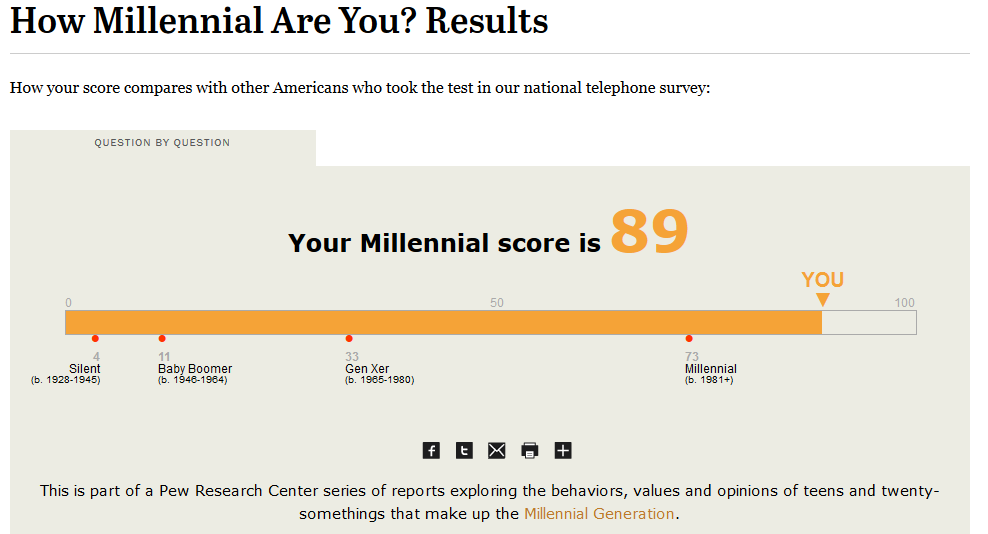 How Millennial Are You? Results
How your score compares with other Americans who took the test in our national telephone survey:
QUESTION BY QUESTION
Your Millennial score is 89
YOU
0 50 100
4 11 33 73
Silent Baby Boomer Gen Xer Millennial
(b. 1928-1945) (b. 1946-1964) (b. 1965-1980) (b. 1981+)
This is part of a Pew Research Center series of reports exploring the behaviors, values and opinions of teens and twenty-
somethings that make up the Millennial Generation.